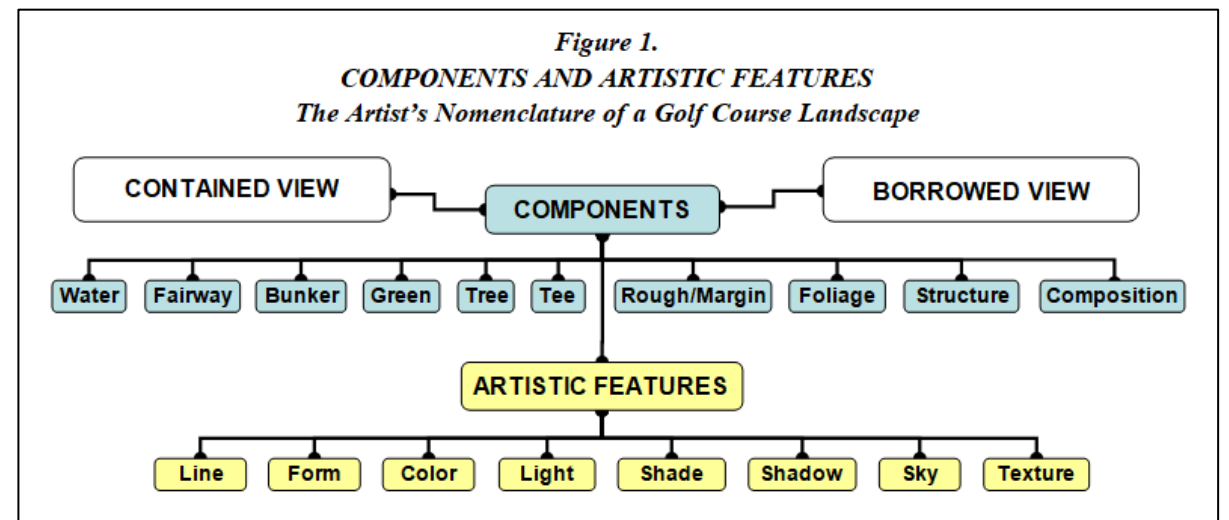 Figure 1.
COMPONENTS AND ARTISTIC FEATURES
The Artist's Nomenclature of a Golf Course Landscape
CONTAINED VIEW
COMPONENTS
BORROWED VIEW
Water
Fairway
Bunker
Green
Tree
Tee
Rough/Margin
Foliage
Structure
Composition
ARTISTIC FEATURES
Line
Form
Color
Light
Shade
Shadow
Sky
Texture